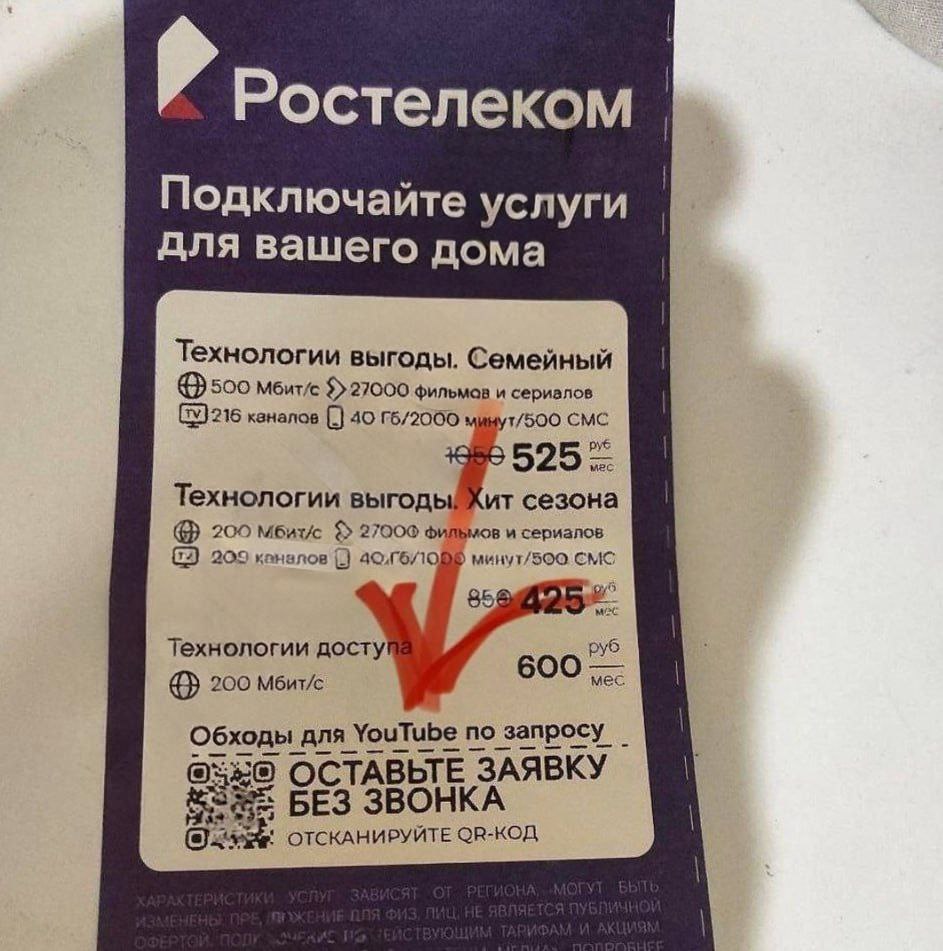 Ростелеком
Подключайте услуги
для вашего дома
Технологии выгоды. Семейный
500 Мбит/с 27000 фильмов и сериалов
TV 216 каналов 40 Гб/2000 минут/500 СМС
1050 525 руб
мес
Технологии выгоды. Хит сезона
200 Мбит/с 27000 фильмов и сериалов
TV 209 каналов 40 Гб/1000 минут/500 СМС
850 425 руб
мес
Технологии доступа
600 руб
мес
200 Мбит/с
Обходы для YouTube по запросу
ОСТАВЬТЕ ЗАЯВКУ
БЕЗ ЗВОНКА
ОТСКАНИРУЙТЕ QR-КОД
ХАРАКТЕРИСТИКИ УСЛУГ ЗАВИСЯТ ОТ РЕГИОНА, МОГУТ БЫТЬ
ИЗМЕНЕНЫ. ДЛЯ ФИЗ. ЛИЦ, НЕ ЯВЛЯЕТСЯ ПУБЛИЧНОЙ
ОФЕРТОЙ. ДЕЙСТВУЮЩИМ ТАРИФАМ И АКЦИЯМ
ПОДРОБНЕЕ